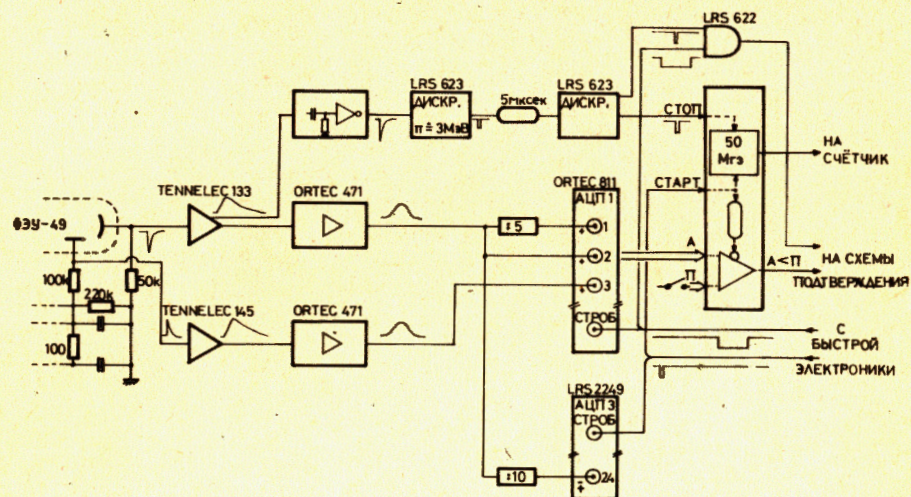 LRS 622
LRS 623
ДИСКР.
П ≙ 3МэВ
5мксек
LRS 623
ДИСКР.
СТОП
50
Мгэ
НА
СЧЁТЧИК
СТАРТ
ФЭУ-49
TENNELEC 133
ORTEC 471
ORTEC 811
АЦП 1
:5
1
2
3
+
+
+
СТРОБ
A
П
A<П
НА СХЕМЫ
ПОДТВЕРЖДЕНИЯ
100k
50k
220k
100
TENNELEC 145
ORTEC 471
С
БЫСТРОЙ
ЭЛЕКТРОНИКИ
LRS 2249
АЦП 3
СТРОБ
:10
24
+